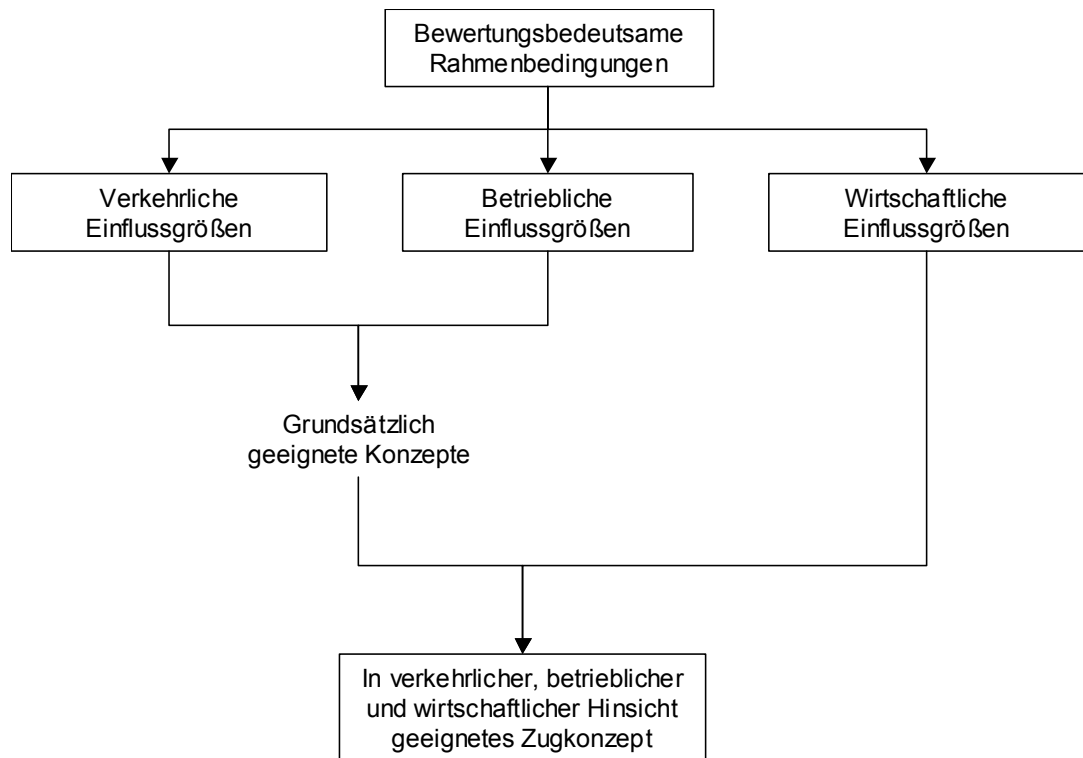 Bewertungsbedeutsame
Rahmenbedingungen
Verkehrliche
Einflussgrößen
Betriebliche
Einflussgrößen
Wirtschaftliche
Einflussgrößen
Grundsätzlich
geeignete Konzepte
In verkehrlicher, betrieblicher
und wirtschaftlicher Hinsicht
geeignetes Zugkonzept